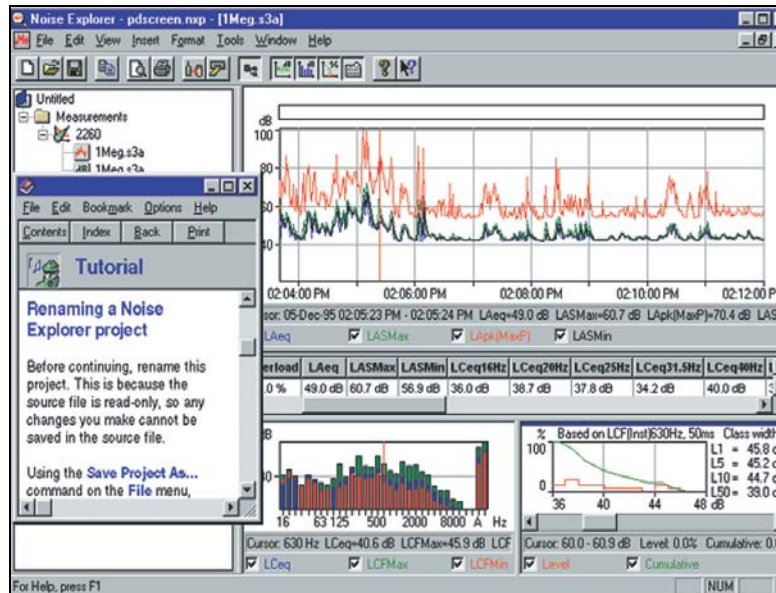 Noise Explorer - pdscreen.nxp - [1Meg.s3a]
File Edit View Insert Format Tools Window Help
Untitled
Measurements
2260
1Meg.s3a
1Meg.s3a
File Edit Bookmark Options Help
Contents Index Back Print
Tutorial
Renaming a Noise
Explorer project
Before continuing, rename this
project. This is because the
source file is read-only, so any
changes you make cannot be
saved in the source file.
Using the Save Project As...
command on the File menu,
dB
100
80
60
40
02:04:00 PM 02:06:00 PM 02:08:00 PM 02:10:00 PM 02:12:00 P
sor: 05-Dec-95 02:05:23 PM - 02:05:24 PM LAeq=49.0 dB LASMax=60.7 dB LApk(MaxP)=70.4 dB LAS
LAeq LASMax LApk(MaxP) LASMin
erload LAeq LASMax LASMin LCeq16Hz LCeq20Hz LCeq25Hz LCeq31.5Hz LCeq40Hz
.0 % 49.0 dB 60.7 dB 56.9 dB 36.0 dB 38.7 dB 37.8 dB 34.2 dB 40.0 dB
dB
40
16 63 125 500 2000 8000 A Hz
Cursor: 630 Hz LCeq=40.6 dB LCFMax=45.9 dB LCF
LCeq LCFMax LCFMin
% Based on LCF(Inst)630Hz, 50ms Class width
100
0
36 40 44 48 dB
L1 = 45.8
L5 = 45.2
L10= 44.7
L50= 39.0
Cursor: 60.0 - 60.9 dB Level: 0.0% Cumulative: 0.
Level Cumulative
For Help, press F1
NUM